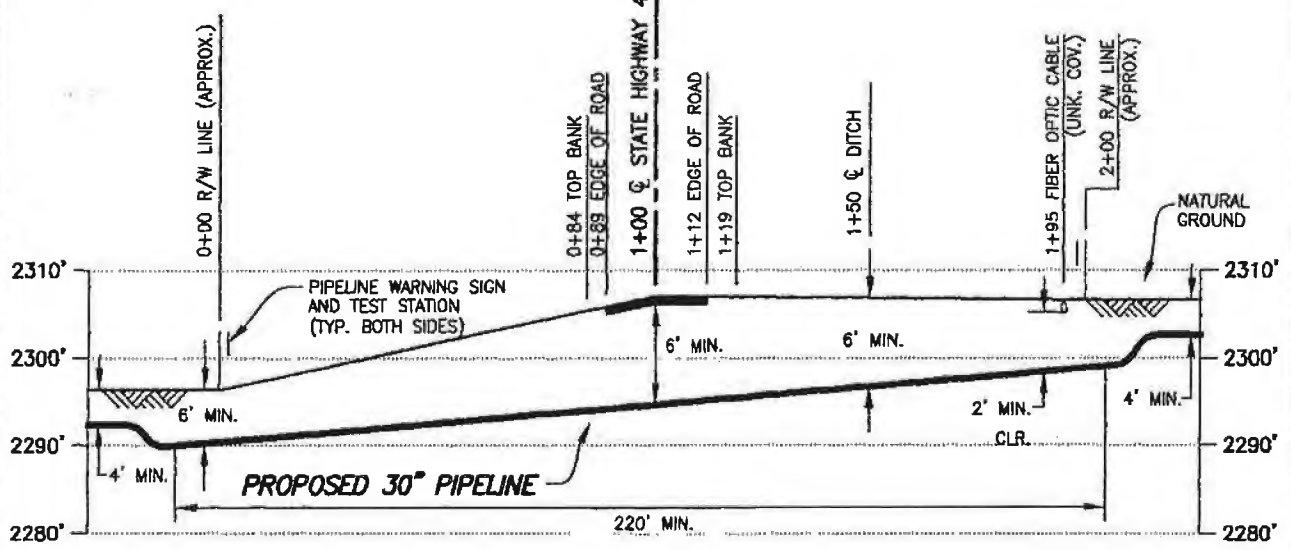 0+00 R/W LINE (APPROX.)
0+84 TOP BANK
0+89 EDGE OF ROAD
1+00 ℄ STATE HIGHWAY
1+12 EDGE OF ROAD
1+19 TOP BANK
1+50 ℄ DITCH
1+95 FIBER OPTIC CABLE
(UNK. COV.)
2+00 R/W LINE
(APPROX.)
NATURAL
GROUND
2310'
2310'
PIPELINE WARNING SIGN
AND TEST STATION
(TYP. BOTH SIDES)
2300'
6' MIN.
6' MIN.
2300'
6' MIN.
2' MIN.
CLR.
4' MIN.
2290'
2290'
4' MIN.
PROPOSED 30" PIPELINE
220' MIN.
2280'
2280'